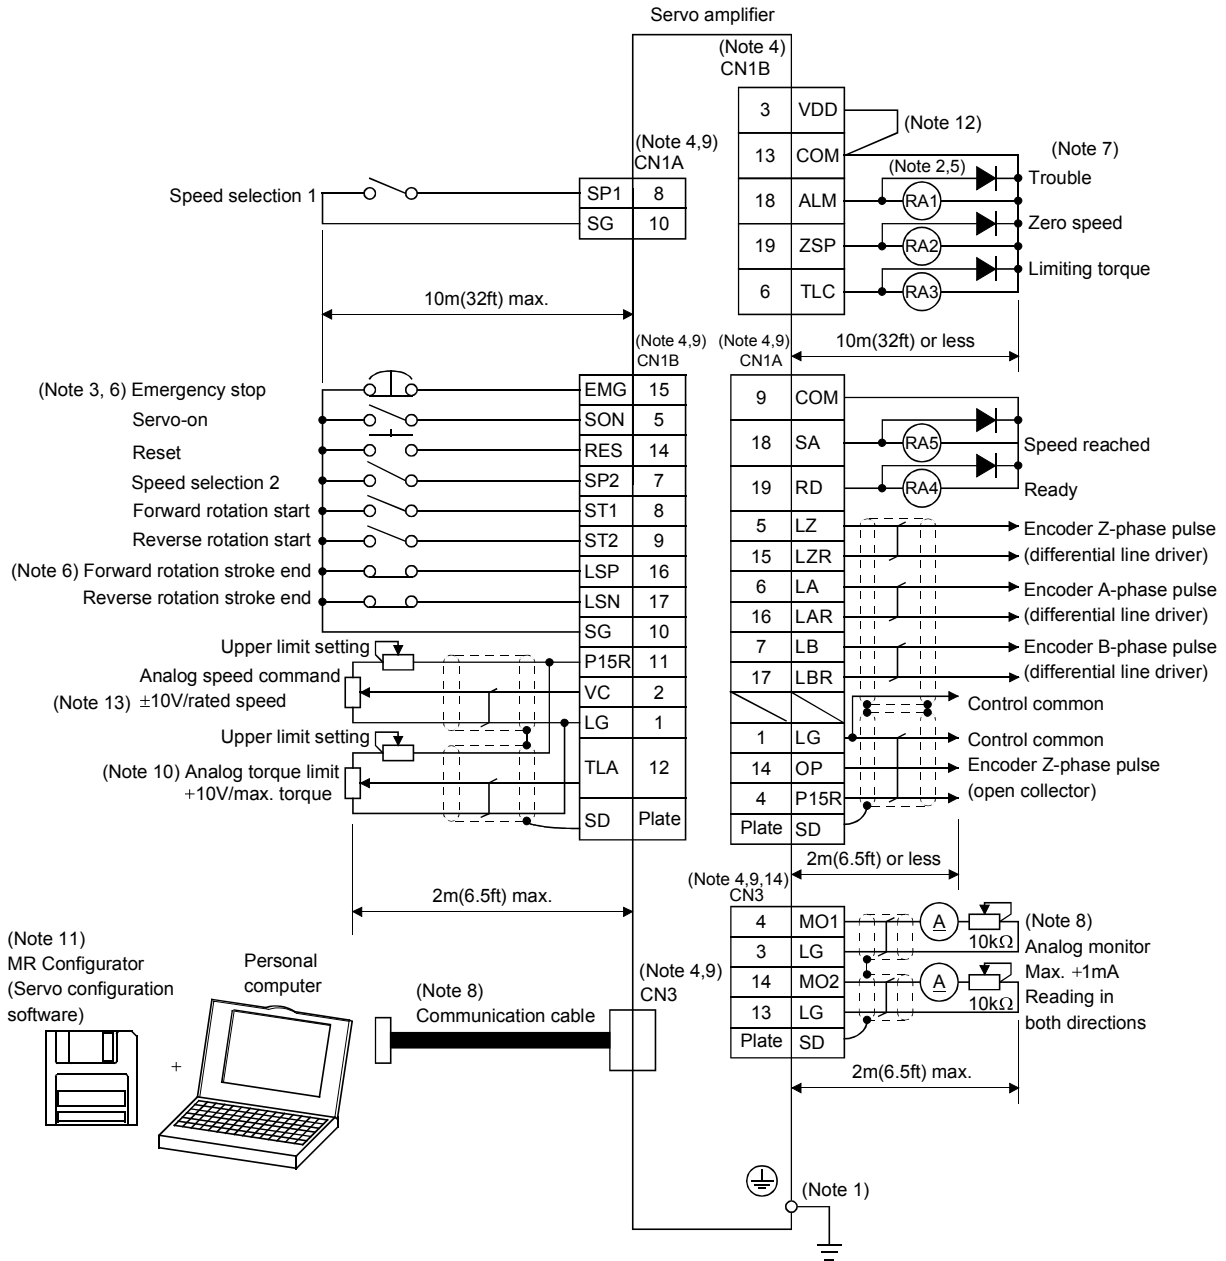 Servo amplifier
(Note 4)
CN1B
3 VDD
(Note 12)
13 COM
(Note 7)
(Note 2,5)
Trouble
18 ALM RA1
Zero speed
19 ZSP RA2
Limiting torque
6 TLC RA3
10m(32ft) or less
(Note 4,9)
CN1A
Speed selection 1
SP1 8
SG 10
10m(32ft) max.
(Note 4,9)
CN1B
(Note 3, 6) Emergency stop
EMG 15
Servo-on
SON 5
Reset
RES 14
Speed selection 2
SP2 7
Forward rotation start
ST1 8
Reverse rotation start
ST2 9
(Note 6) Forward rotation stroke end
LSP 16
Reverse rotation stroke end
LSN 17
SG 10
Upper limit setting
P15R 11
Analog speed command
VC 2
(Note 13) ±10V/rated speed
LG 1
Upper limit setting
(Note 10) Analog torque limit
TLA 12
+10V/max. torque
SD Plate
2m(6.5ft) max.
(Note 4,9)
CN1A
9 COM
18 SA RA5
Speed reached
19 RD RA4
Ready
5 LZ
Encoder Z-phase pulse
15 LZR
(differential line driver)
6 LA
Encoder A-phase pulse
16 LAR
(differential line driver)
7 LB
Encoder B-phase pulse
17 LBR
(differential line driver)
Control common
1 LG
Control common
14 OP
Encoder Z-phase pulse
4 P15R
(open collector)
Plate SD
2m(6.5ft) or less
(Note 4,9,14)
CN3
4 MO1 A 10kΩ
(Note 8)
3 LG
Analog monitor
14 MO2 A 10kΩ
Max. +1mA
13 LG
Reading in
both directions
Plate SD
2m(6.5ft) max.
(Note 11)
MR Configurator
(Servo configuration
software)
+
Personal
computer
(Note 8)
Communication cable
(Note 4,9)
CN3
(Note 1)